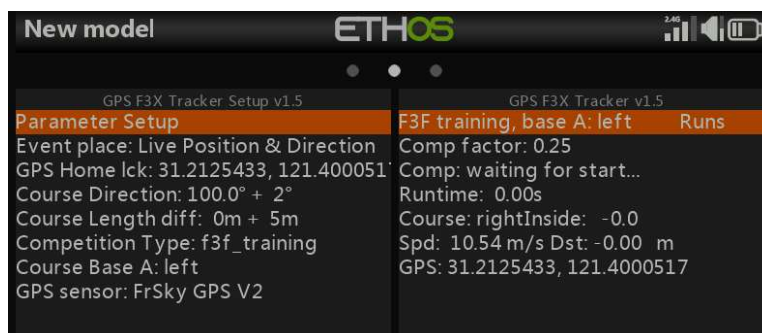 New model
ETHOS
2.4G
GPS F3X Tracker Setup v1.5
Parameter Setup
Event place: Live Position & Direction
GPS Home lck: 31.2125433, 121.400051
Course Direction: 100.0° + 2°
Course Length diff: 0m + 5m
Competition Type: f3f_training
Course Base A: left
GPS sensor: FrSky GPS V2
GPS F3X Tracker v1.5
F3F training, base A: left Runs
Comp factor: 0.25
Comp: waiting for start...
Runtime: 0.00s
Course: rightInside: -0.0
Spd: 10.54 m/s Dst: -0.00 m
GPS: 31.2125433, 121.4000517